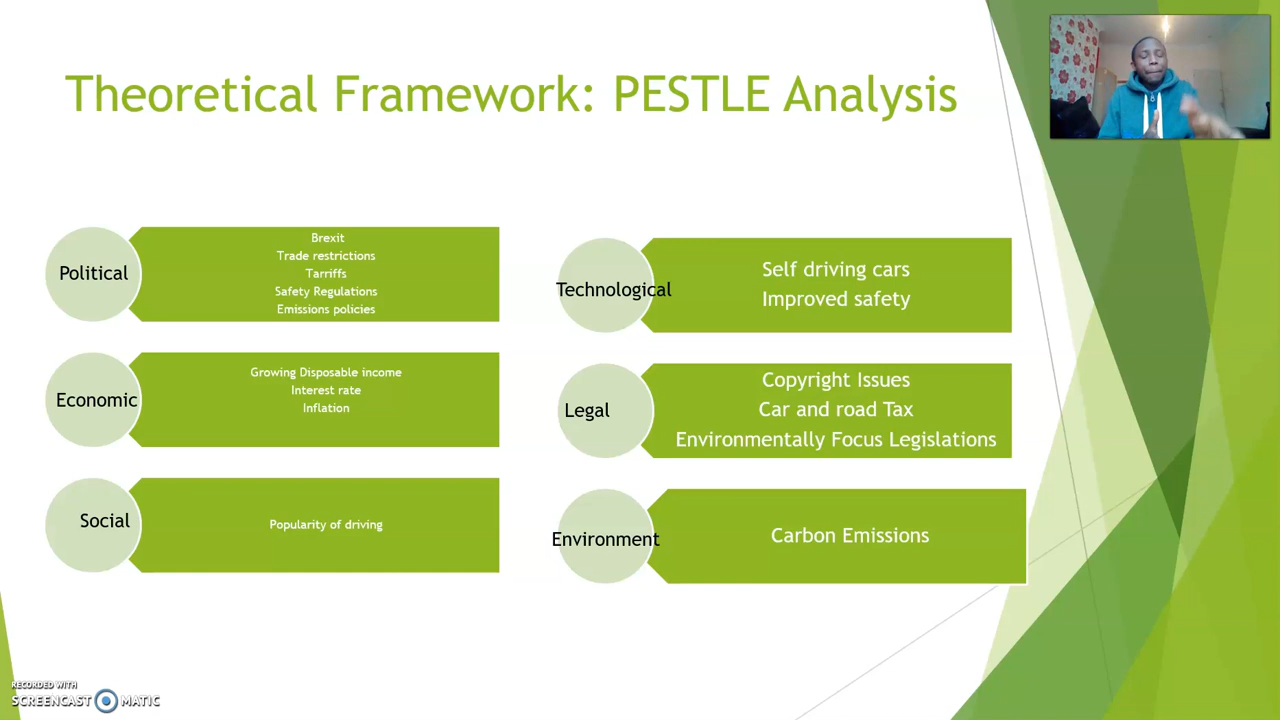 Theoretical Framework: PESTLE Analysis
Political
Brexit
Trade restrictions
Tarriffs
Safety Regulations
Emissions policies
Economic
Growing Disposable income
Interest rate
Inflation
Social
Popularity of driving
Technological
Self driving cars
Improved safety
Legal
Copyright Issues
Car and road Tax
Environmentally Focus Legislations
Environment
Carbon Emissions
RECORDED WITH
SCREENCAST MATIC